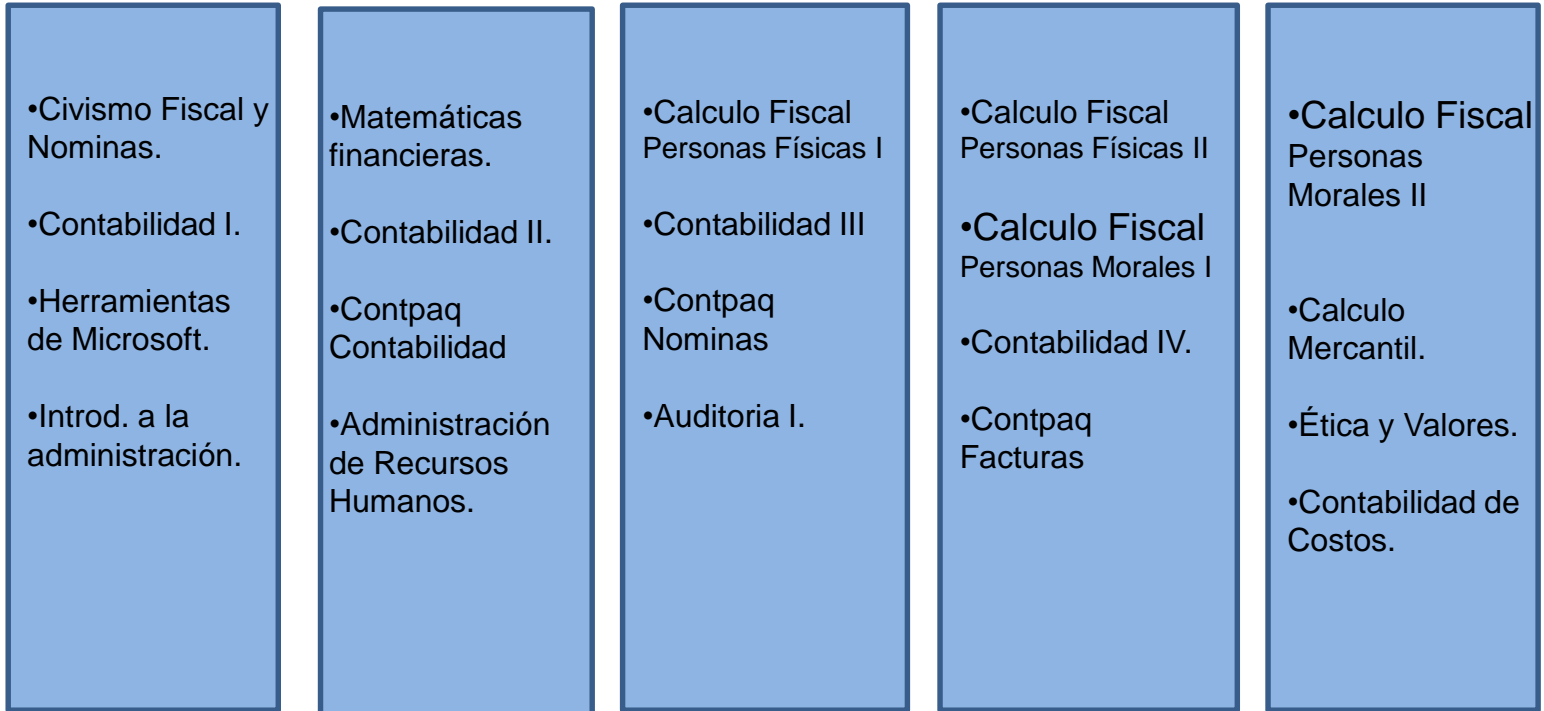 •Civismo Fiscal y
Nominas.
•Contabilidad I.
•Herramientas
de Microsoft.
•Introd. a la
administración.
•Matemáticas
financieras.
•Contabilidad II.
•Contpaq
Contabilidad
•Administración
de Recursos
Humanos.
•Calculo Fiscal
Personas Físicas I
•Contabilidad III
•Contpaq
Nominas
•Auditoria I.
•Calculo Fiscal
Personas Físicas II
•Calculo Fiscal
Personas Morales I
•Contabilidad IV.
•Contpaq
Facturas
•Calculo Fiscal
Personas
Morales II
•Calculo
Mercantil.
•Ética y Valores.
•Contabilidad de
Costos.